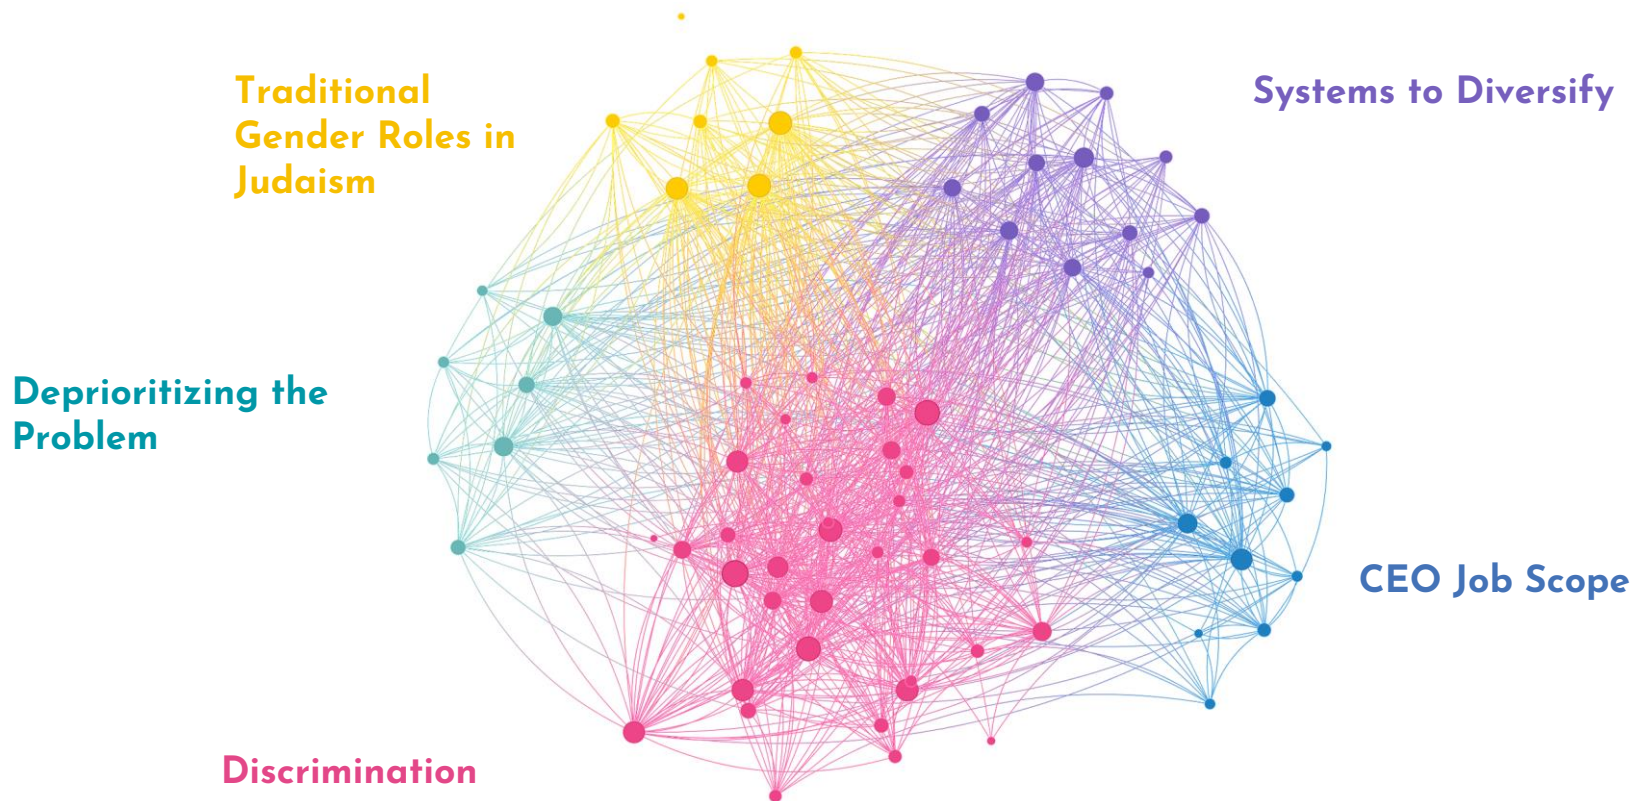 Traditional
Gender Roles in
Judaism
Systems to Diversify
Deprioritizing the
Problem
CEO Job Scope
Discrimination